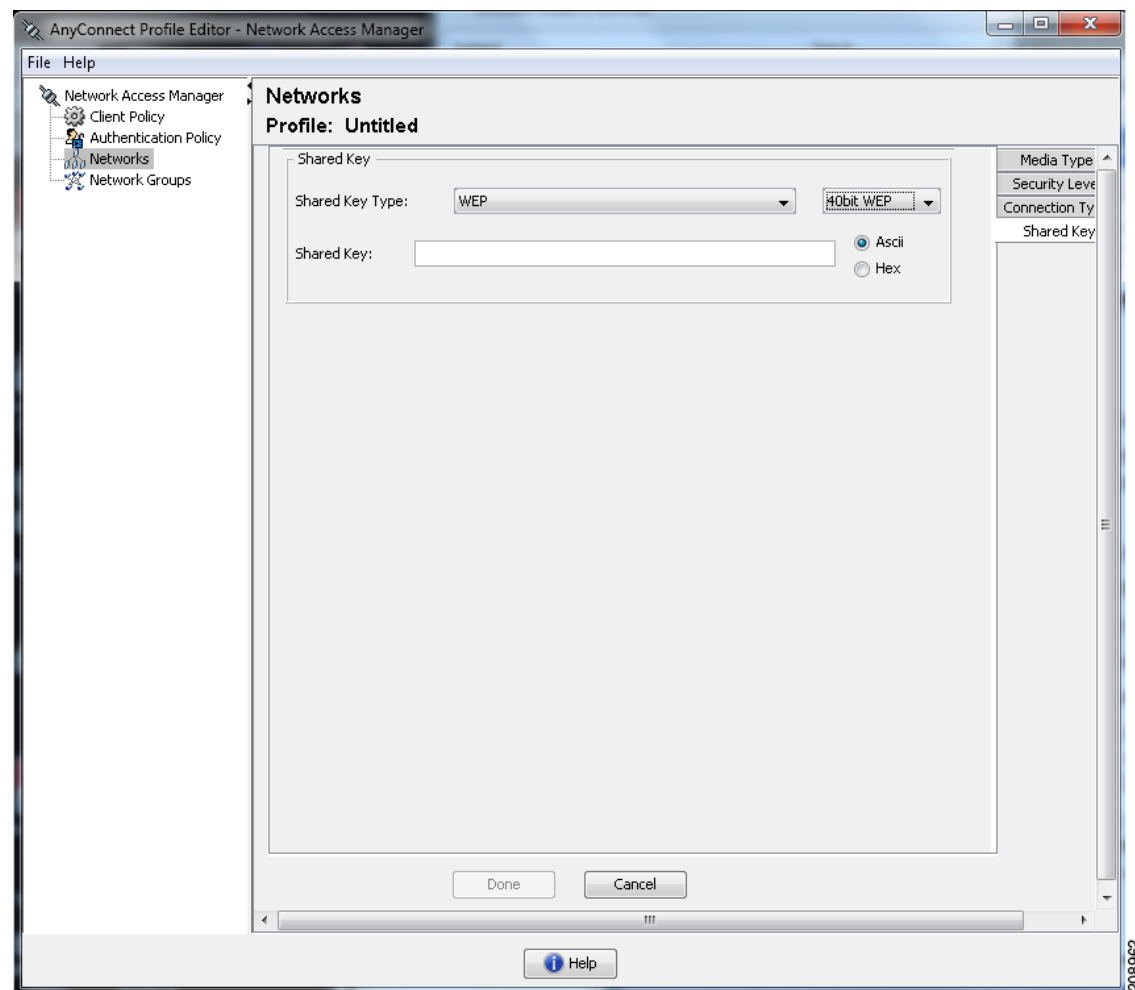 AnyConnect Profile Editor - Network Access Manager
File Help
Network Access Manager
Client Policy
Authentication Policy
Networks
Network Groups
Networks
Profile: Untitled
Shared Key
Shared Key Type: WEP 40bit WEP
Shared Key:
Ascii
Hex
Media Type
Security Leve
Connection Ty
Shared Key
Done Cancel
Help
208962